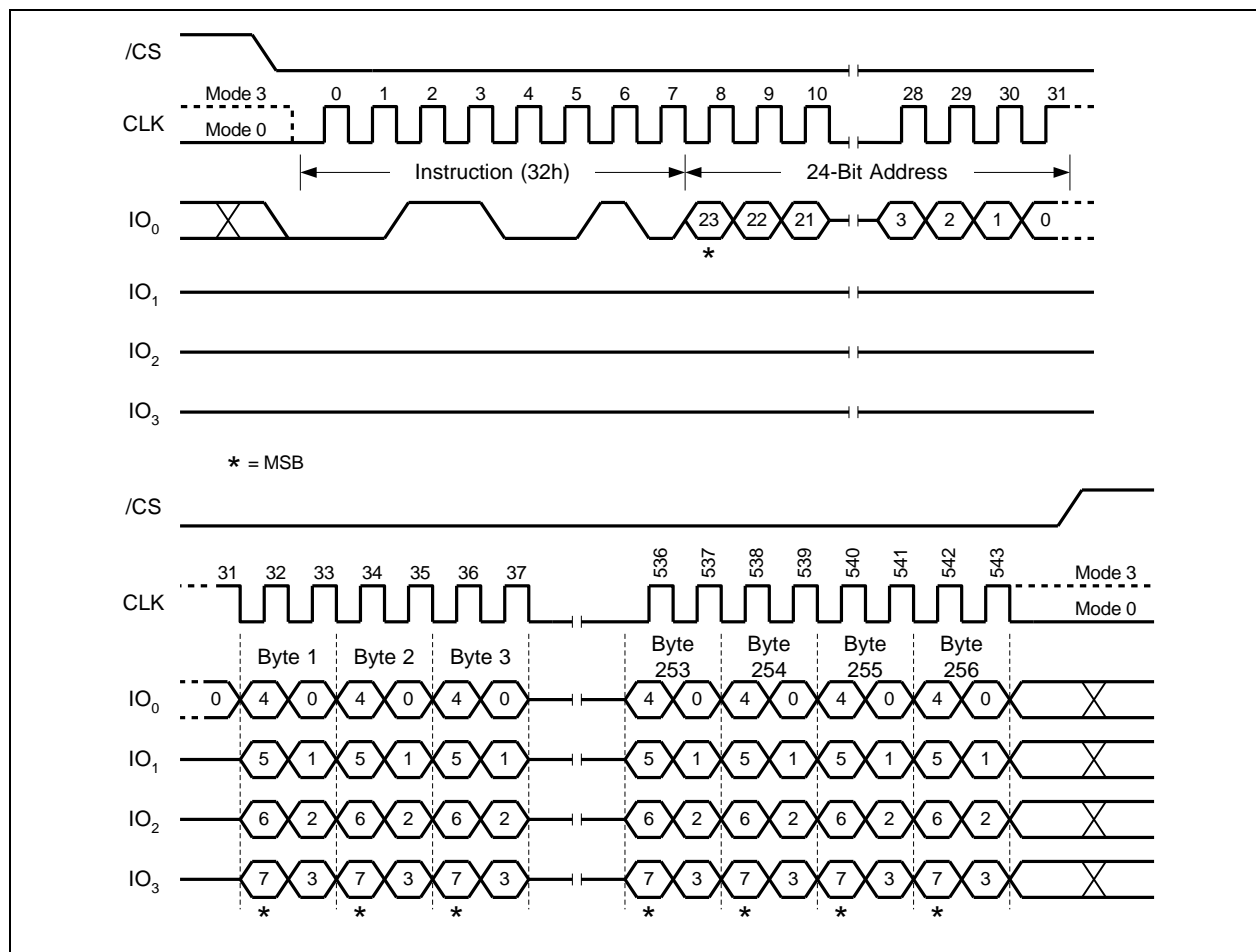 /CS
Mode 3
0 1 2 3 4 5 6 7 8 9 10 28 29 30 31
CLK
Mode 0
Instruction (32h) 24-Bit Address
IO0 23 22 21 3 2 1 0
*
IO1
IO2
IO3
* = MSB
/CS
31 32 33 34 35 36 37 536 537 538 539 540 541 542 543
Mode 3
CLK
Mode 0
Byte 1 Byte 2 Byte 3 Byte 253 Byte 254 Byte 255 Byte 256
IO0 0 4 0 4 0 4 0 4 0 4 0 4 0 4 0
IO1 5 1 5 1 5 1 5 1 5 1 5 1 5 1
IO2 6 2 6 2 6 2 6 2 6 2 6 2 6 2
IO3 7 3 7 3 7 3 7 3 7 3 7 3 7 3
* * * * * * *